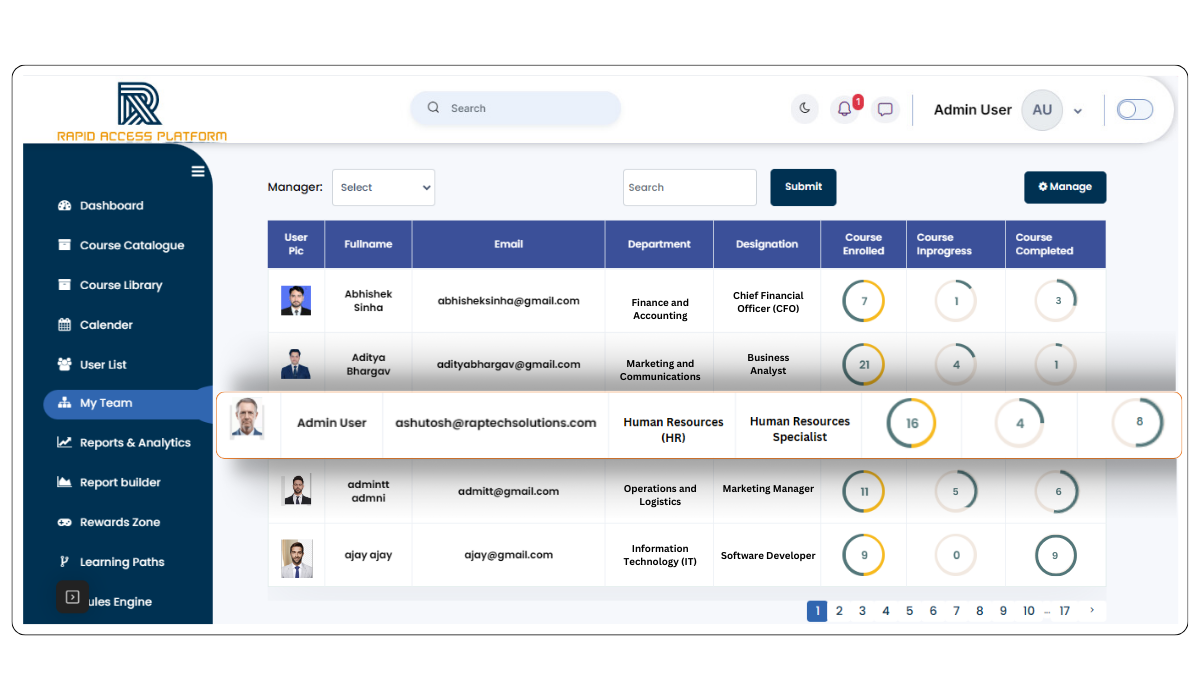 RAPID ACCESS PLATFORM
Search
1
Admin User
AU
Dashboard
Course Catalogue
Course Library
Calender
User List
My Team
Reports & Analytics
Report builder
Rewards Zone
Learning Paths
ules Engine
Manager:
Select
Search
Submit
Manage
User Pic Fullname Email Department Designation Course Enrolled Course Inprogress Course Completed
Abhishek Sinha abhisheksinha@gmail.com Finance and Accounting Chief Financial Officer (CFO) 7 1 3
Aditya Bhargav adityabhargav@gmail.com Marketing and Communications Business Analyst 21 4 1
Admin User ashutosh@raptechsolutions.com Human Resources (HR) Human Resources Specialist 16 4 8
admintt admni admitt@gmail.com Operations and Logistics Marketing Manager 11 5 6
ajay ajay ajay@gmail.com Information Technology (IT) Software Developer 9 0 9
1 2 3 4 5 6 7 8 9 10 ... 17 ›